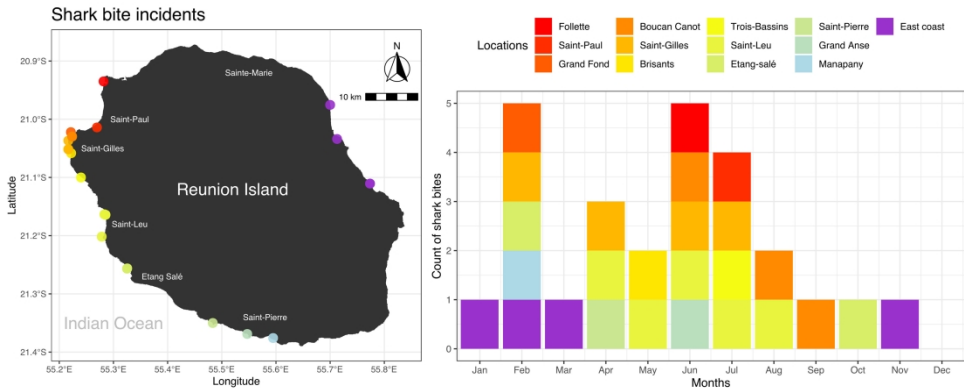 Shark bite incidents
20.9°S
21.0°S
21.1°S
21.2°S
21.3°S
21.4°S
Latitude
55.2°E 55.3°E 55.4°E 55.5°E 55.6°E 55.7°E 55.8°E
Longitude
N
10 km
Sainte-Marie
Saint-Paul
Saint-Gilles
Reunion Island
Saint-Leu
Etang Salé
Saint-Pierre
Indian Ocean
Locations
Follette Boucan Canot Trois-Bassins Saint-Pierre East coast
Saint-Paul Saint-Gilles Saint-Leu Grand Anse
Grand Fond Brisants Etang-salé Manapany
Count of shark bites
5
4
3
2
1
0
Jan Feb Mar Apr May Jun Jul Aug Sep Oct Nov Dec
Months